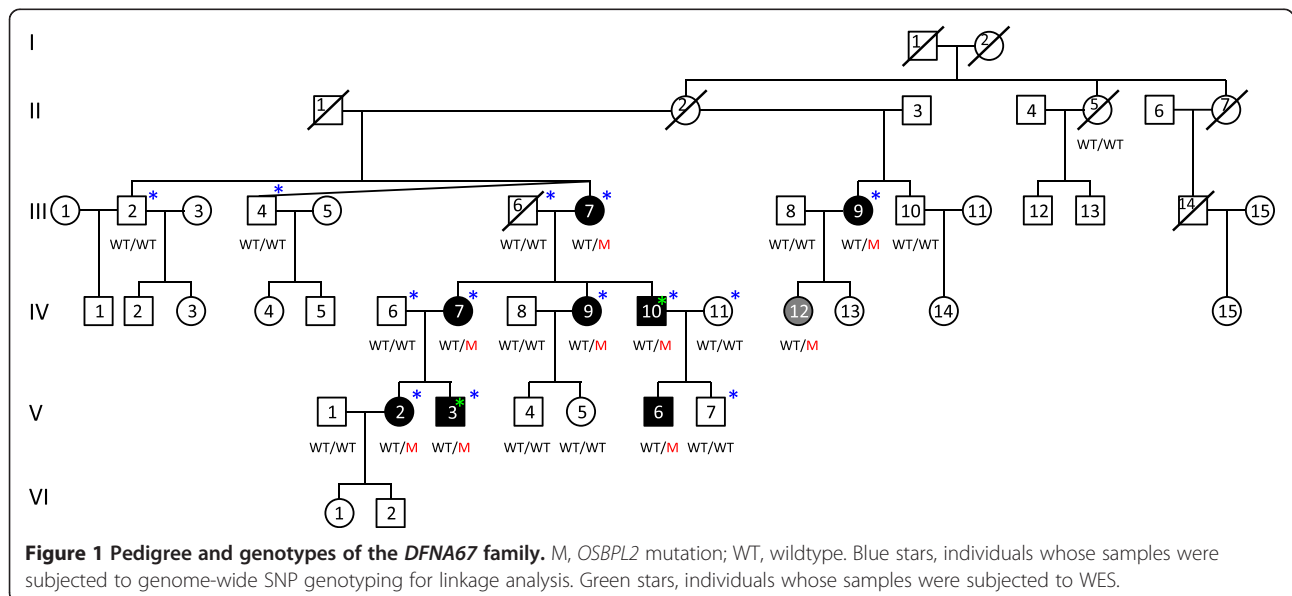 I 1 2
II 1 2 3 4 5 6 7
WT/WT
* * * * *
III 1 2 3 4 5 6 7 8 9 10 11 12 13 14 15
WT/WT WT/WT WT/WT WT/M WT/WT WT/M WT/WT
* * * * * * *
IV 1 2 3 4 5 6 7 8 9 10 11 12 13 14 15
WT/WT WT/M WT/WT WT/M WT/M WT/WT WT/M
* * * *
V 1 2 3 4 5 6 7
WT/WT WT/M WT/M WT/WT WT/WT WT/M WT/WT
VI 1 2
Figure 1 Pedigree and genotypes of the DFNA67 family. M, OSBPL2 mutation; WT, wildtype. Blue stars, individuals whose samples were
subjected to genome-wide SNP genotyping for linkage analysis. Green stars, individuals whose samples were subjected to WES.